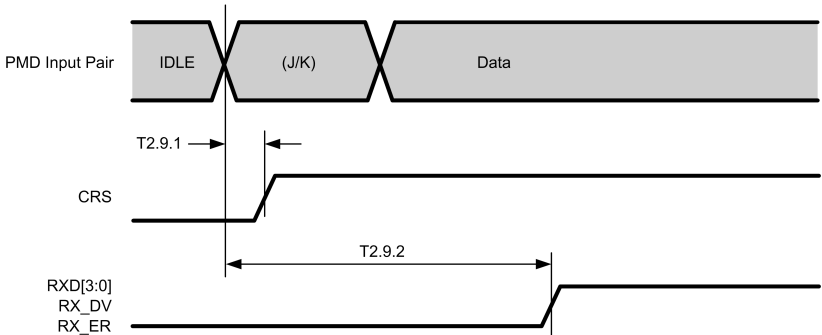 PMD Input Pair IDLE (J/K) Data
T2.9.1
CRS
T2.9.2
RXD[3:0]
RX_DV
RX_ER